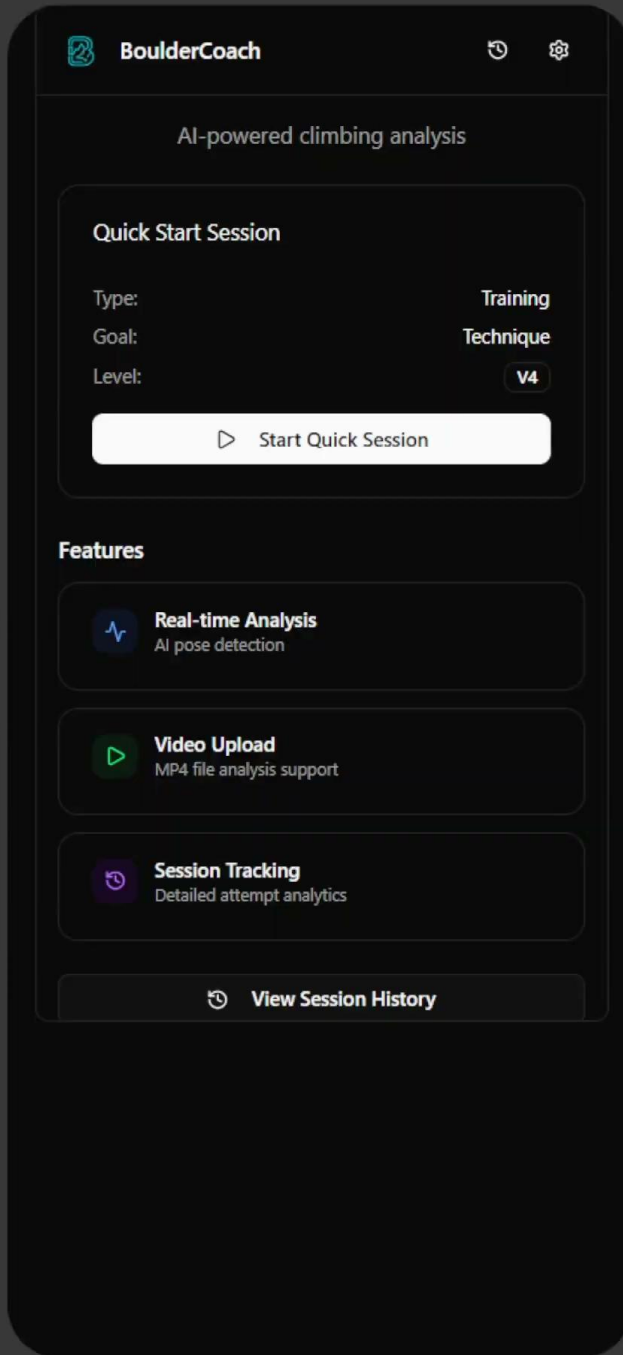 BoulderCoach
AI-powered climbing analysis
Quick Start Session
Type: Training
Goal: Technique
Level: V4
Start Quick Session
Features
Real-time Analysis
AI pose detection
Video Upload
MP4 file analysis support
Session Tracking
Detailed attempt analytics
View Session History